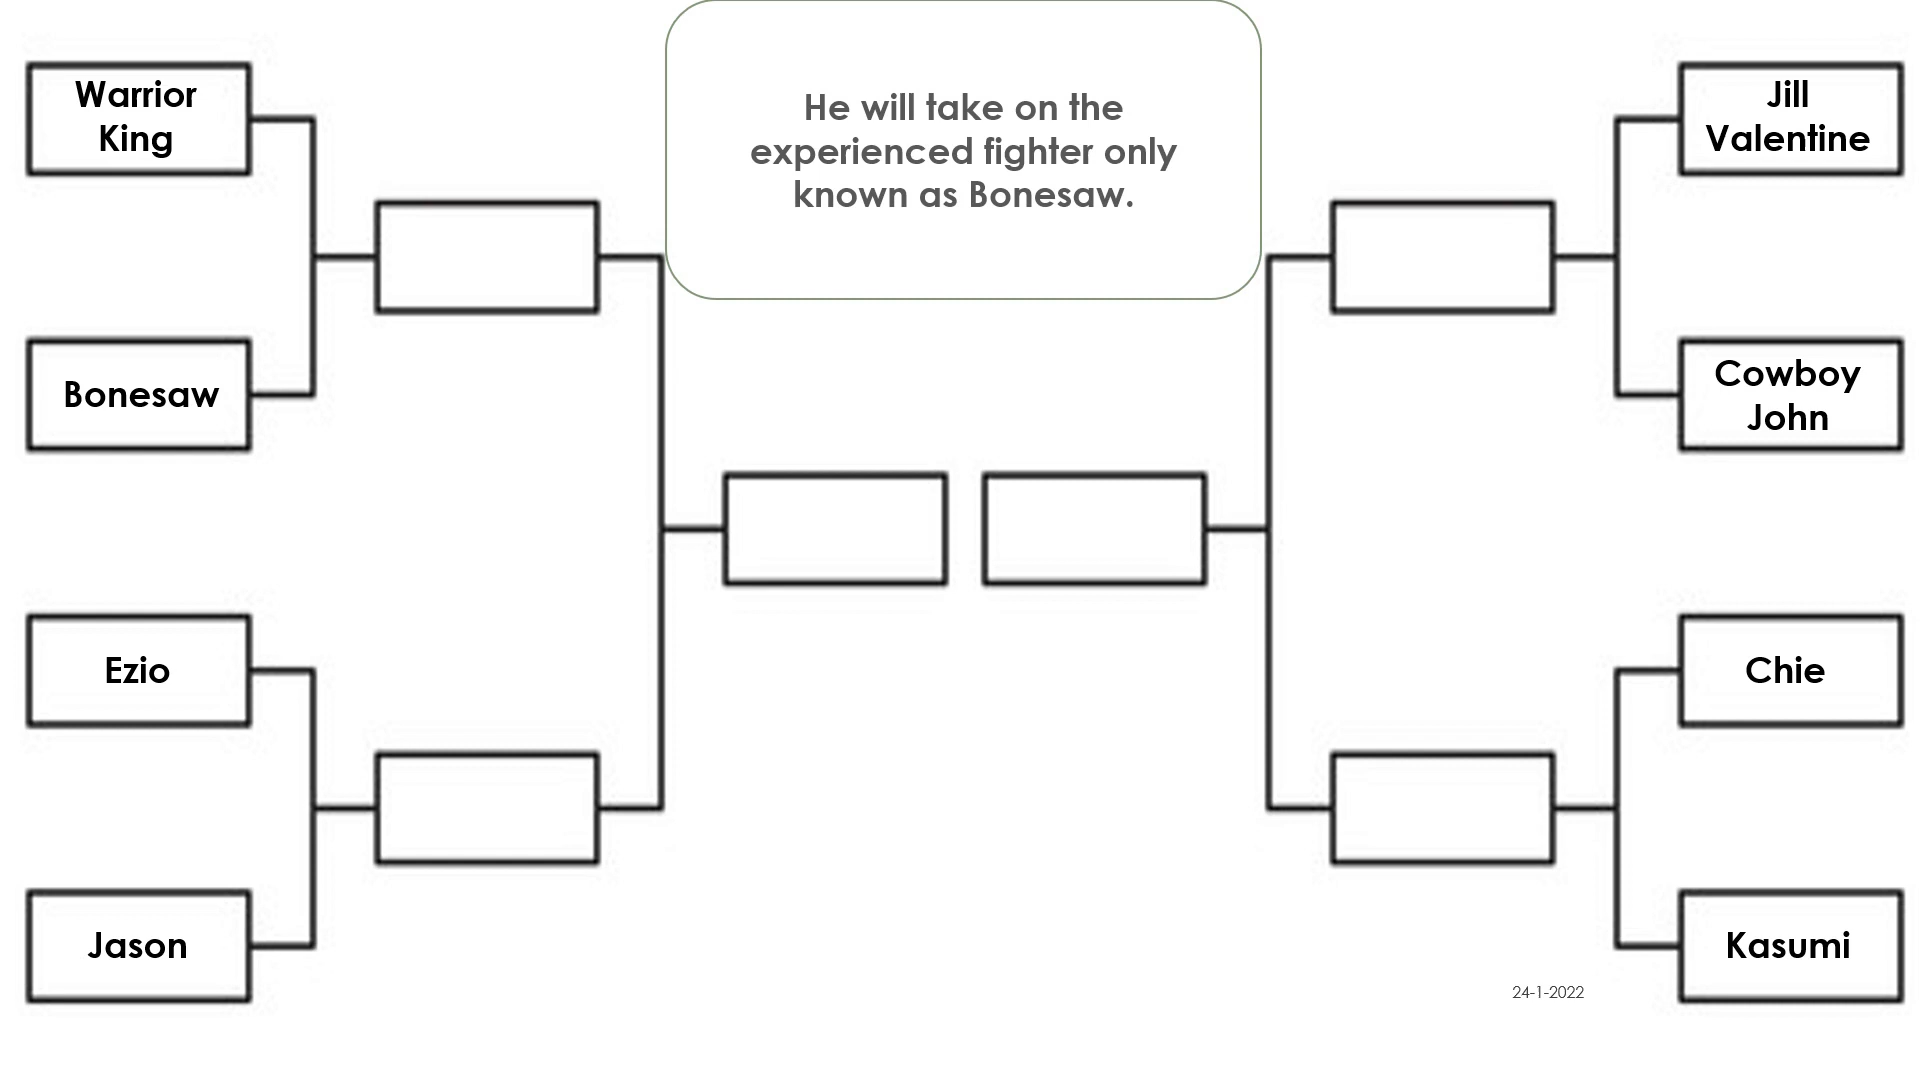 He will take on the
experienced fighter only
known as Bonesaw.
Warrior
King
Bonesaw
Ezio
Jason
Jill
Valentine
Cowboy
John
Chie
Kasumi
24-1-2022